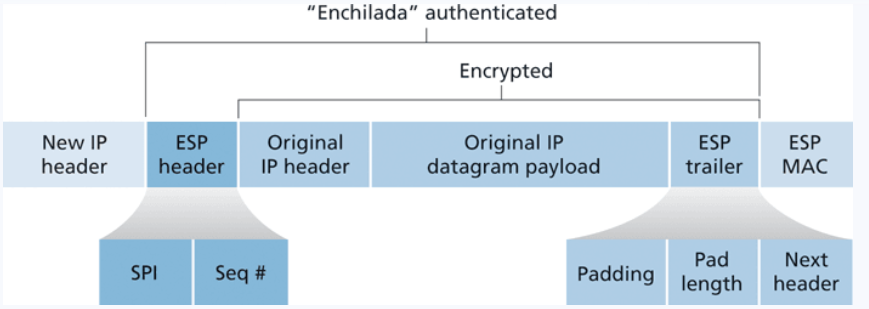 “Enchilada” authenticated
Encrypted
New IP
header
ESP
header
Original
IP header
Original IP
datagram payload
ESP
trailer
ESP
MAC
SPI
Seq #
Padding
Pad
length
Next
header